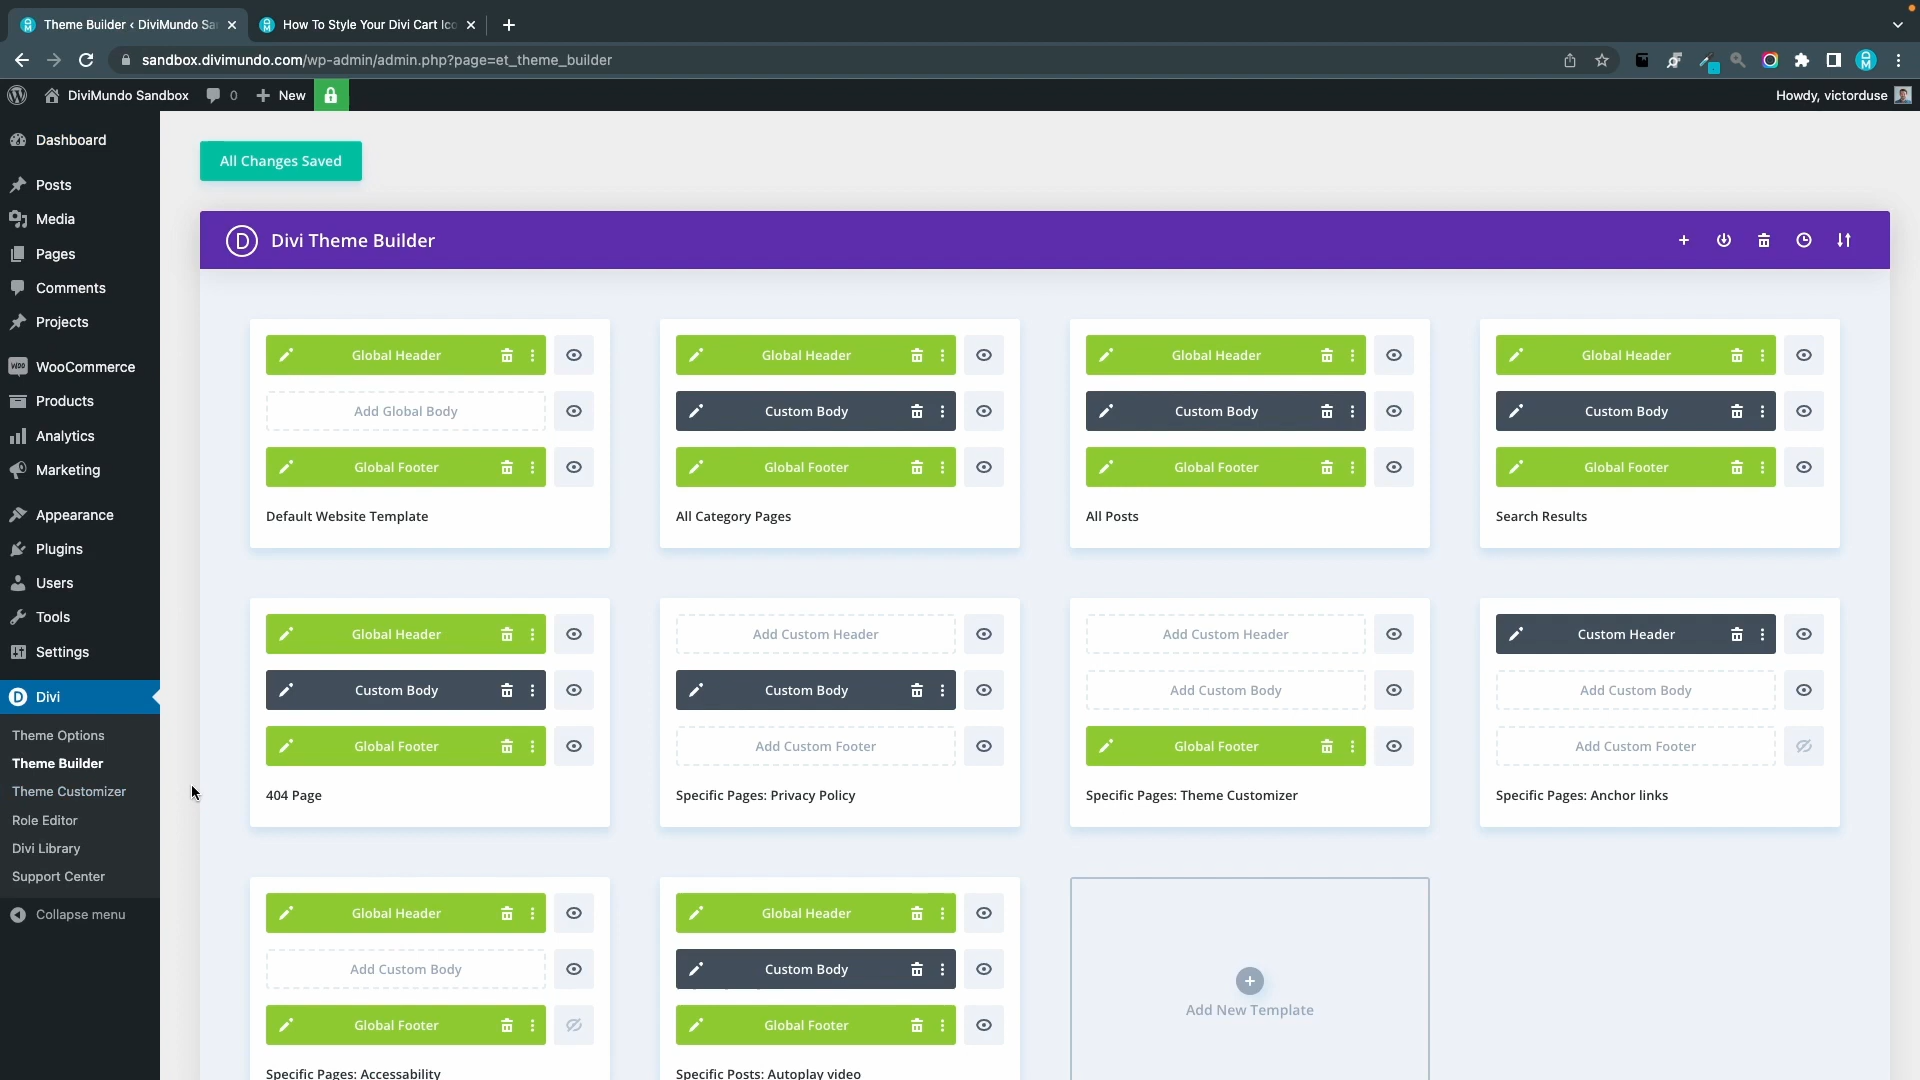 Theme Builder ‹ DiviMundo Sa
How To Style Your Divi Cart Ico
sandbox.divimundo.com/wp-admin/admin.php?page=et_theme_builder
DiviMundo Sandbox
0
New
Howdy, victorduse
Dashboard
Posts
Media
Pages
Comments
Projects
WooCommerce
Products
Analytics
Marketing
Appearance
Plugins
Users
Tools
Settings
Divi
Theme Options
Theme Builder
Theme Customizer
Role Editor
Divi Library
Support Center
Collapse menu
All Changes Saved
D Divi Theme Builder
Global Header
Add Global Body
Global Footer
Default Website Template
Global Header
Custom Body
Global Footer
All Category Pages
Global Header
Custom Body
Global Footer
All Posts
Global Header
Custom Body
Global Footer
Search Results
Global Header
Custom Body
Global Footer
404 Page
Add Custom Header
Custom Body
Add Custom Footer
Specific Pages: Privacy Policy
Add Custom Header
Add Custom Body
Global Footer
Specific Pages: Theme Customizer
Custom Header
Add Custom Body
Add Custom Footer
Specific Pages: Anchor links
Global Header
Add Custom Body
Global Footer
Specific Pages: Accessability
Global Header
Custom Body
Global Footer
Specific Posts: Autoplay video
Add New Template